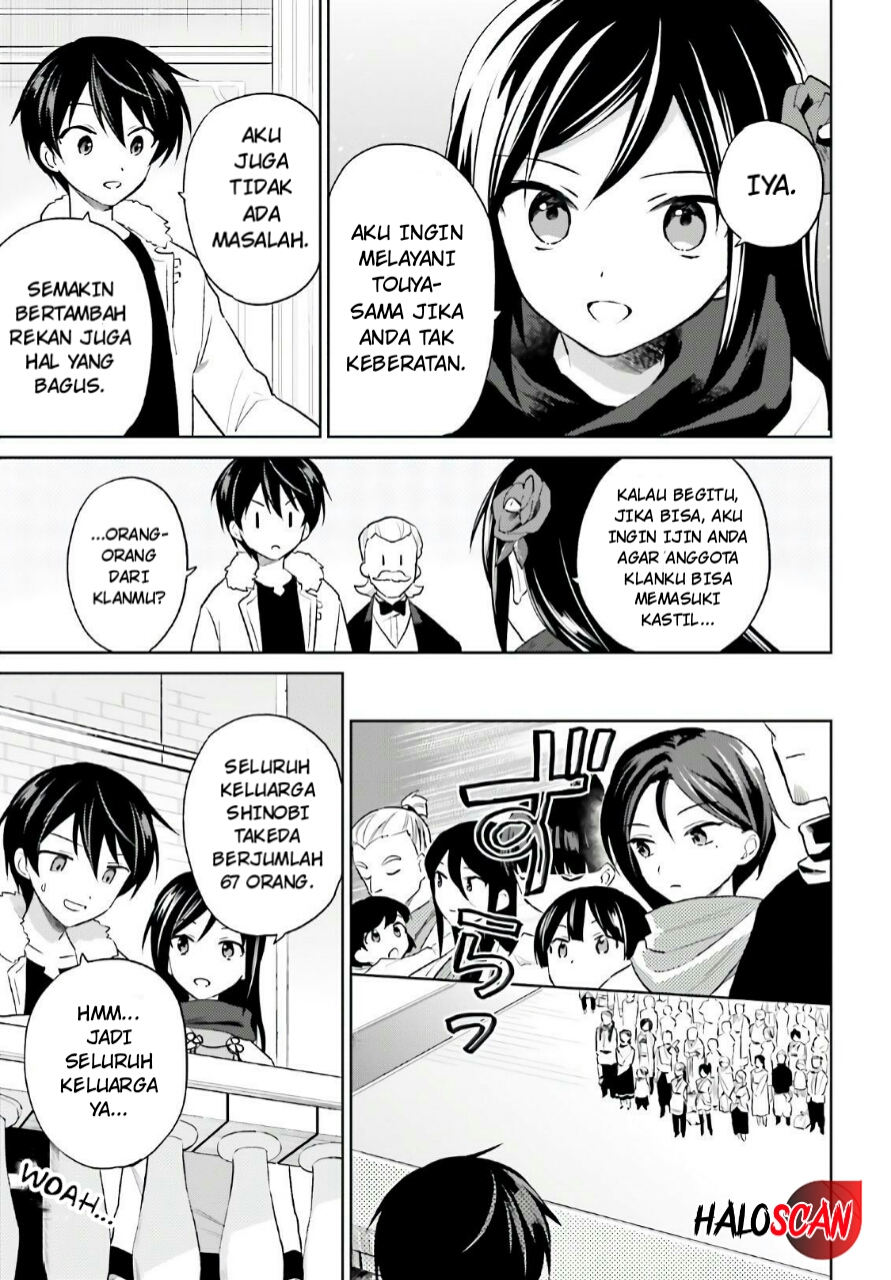 IYA.
AKU INGIN
MELAYANI
TOUYA-
SAMA JIKA
ANDA TAK
KEBERATAN.
AKU
JUGA
TIDAK
ADA
MASALAH.
SEMAKIN
BERTAMBAH
REKAN JUGA
HAL YANG
BAGUS.
KALAU BEGITU,
JIKA BISA, AKU
INGIN IJIN ANDA
AGAR ANGGOTA
KLANKU BISA
MEMASUKI
KASTIL...
...ORANG-
ORANG
DARI
KLANMU?
ずらっ
SELURUH
KELUARGA
SHINOBI
TAKEDA
BERJUMLAH
67 ORANG.
HMM...
JADI
SELURUH
KELUARGA
YA...
WOAH...
HALOSCAN